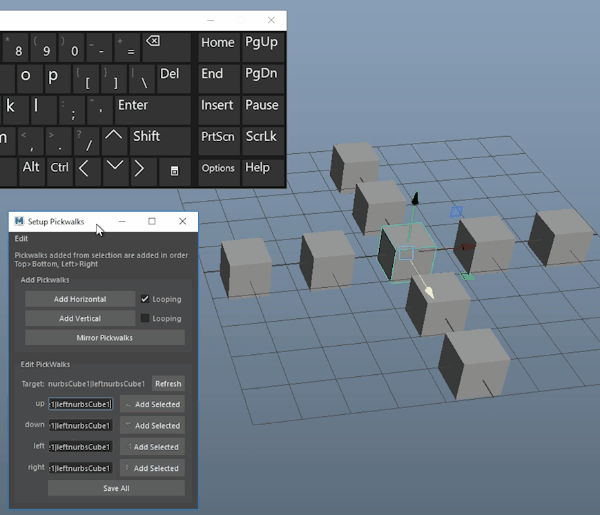 * ( ) _ +
8 9 0 - =
Home PgUp
{ } |
o p [ ] \ Del
End PgDn
: "
k l ; ' Enter
Insert Pause
< > ?
m , . / Shift
PrtScn ScrLk
Alt Ctrl
Options Help
Setup Pickwalks
Edit
Pickwalks added from selection are added in order
Top>Bottom, Left>Right
Add Pickwalks
Add Horizontal Looping
Add Vertical Looping
Mirror Pickwalks
Edit PickWalks
Target: nurbsCube1|leftnurbsCube1 Refresh
up :1|leftnurbsCube1 Add Selected
down :1|leftnurbsCube1 Add Selected
left :1|leftnurbsCube1 Add Selected
right :1|leftnurbsCube1 Add Selected
Save All